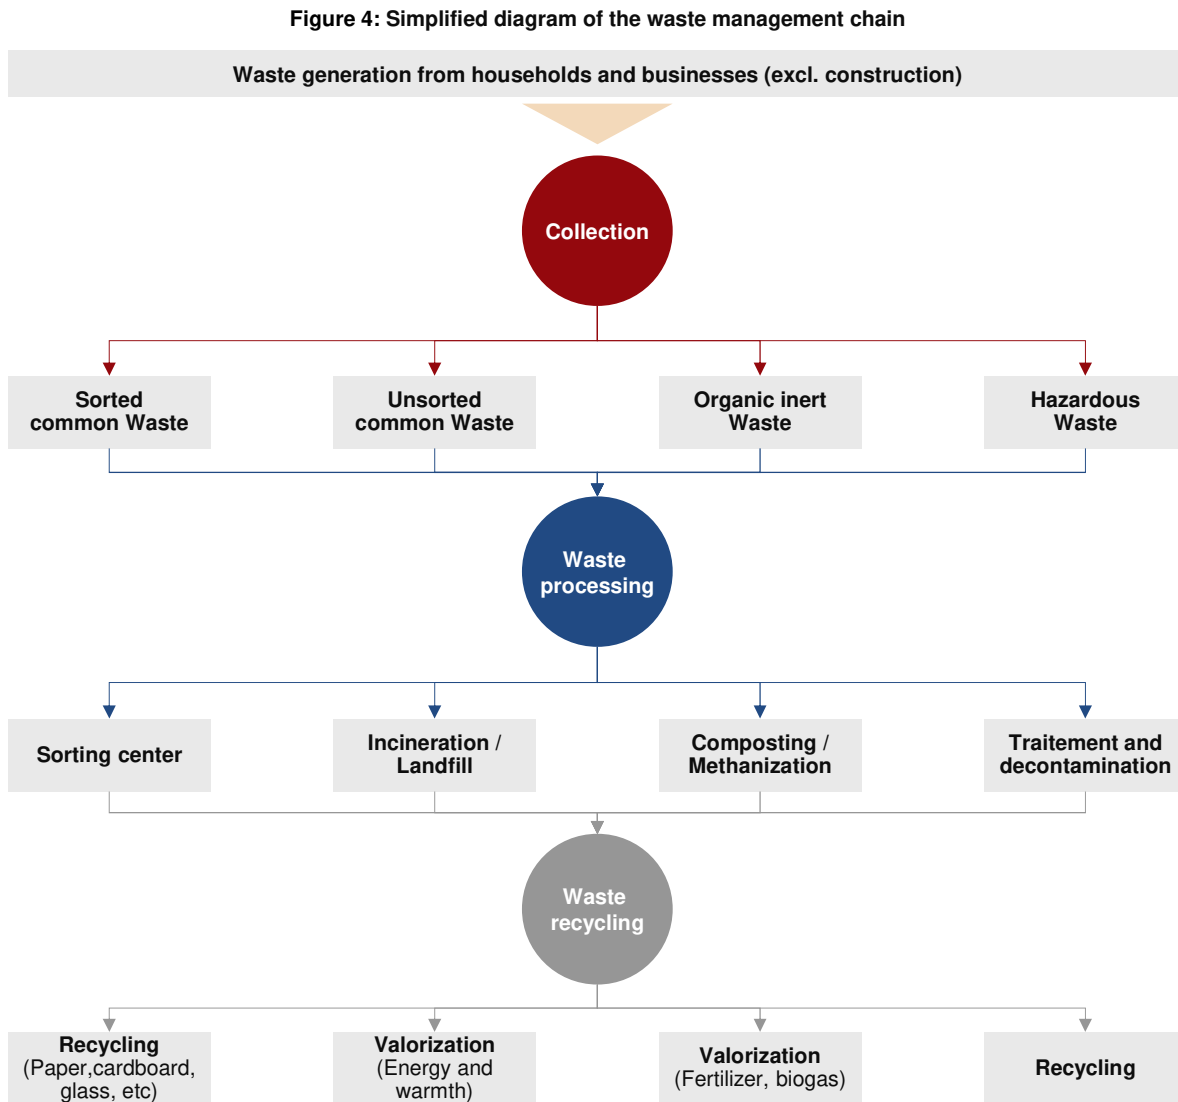 Figure 4: Simplified diagram of the waste management chain
Waste generation from households and businesses (excl. construction)
Collection
Sorted
common Waste
Unsorted
common Waste
Organic inert
Waste
Hazardous
Waste
Waste
processing
Sorting center
Incineration /
Landfill
Composting /
Methanization
Traitement and
decontamination
Waste
recycling
Recycling
(Paper,cardboard,
glass, etc)
Valorization
(Energy and
warmth)
Valorization
(Fertilizer, biogas)
Recycling